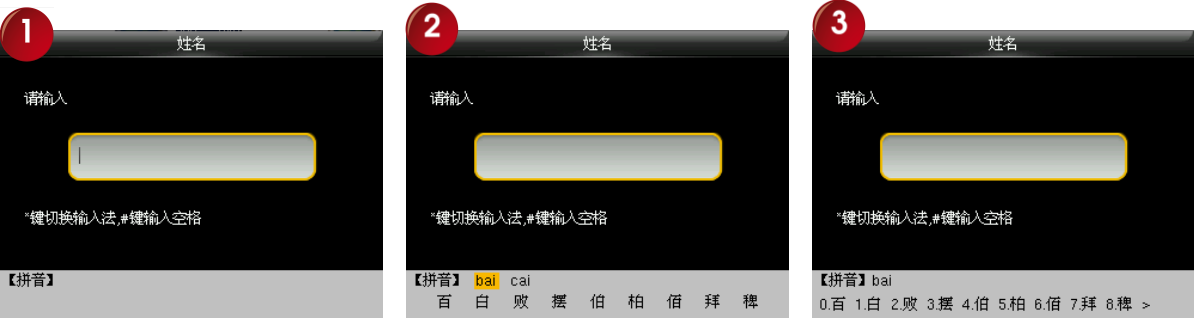 1
姓名
请输入
*键切换输入法,#键输入空格
【拼音】
2
姓名
请输入
*键切换输入法,#键输入空格
【拼音】 bai cai
百 白 败 摆 伯 柏 佰 拜 稗
3
姓名
请输入
*键切换输入法,#键输入空格
【拼音】bai
0.百 1.白 2.败 3.摆 4.伯 5.柏 6.佰 7.拜 8.稗 >